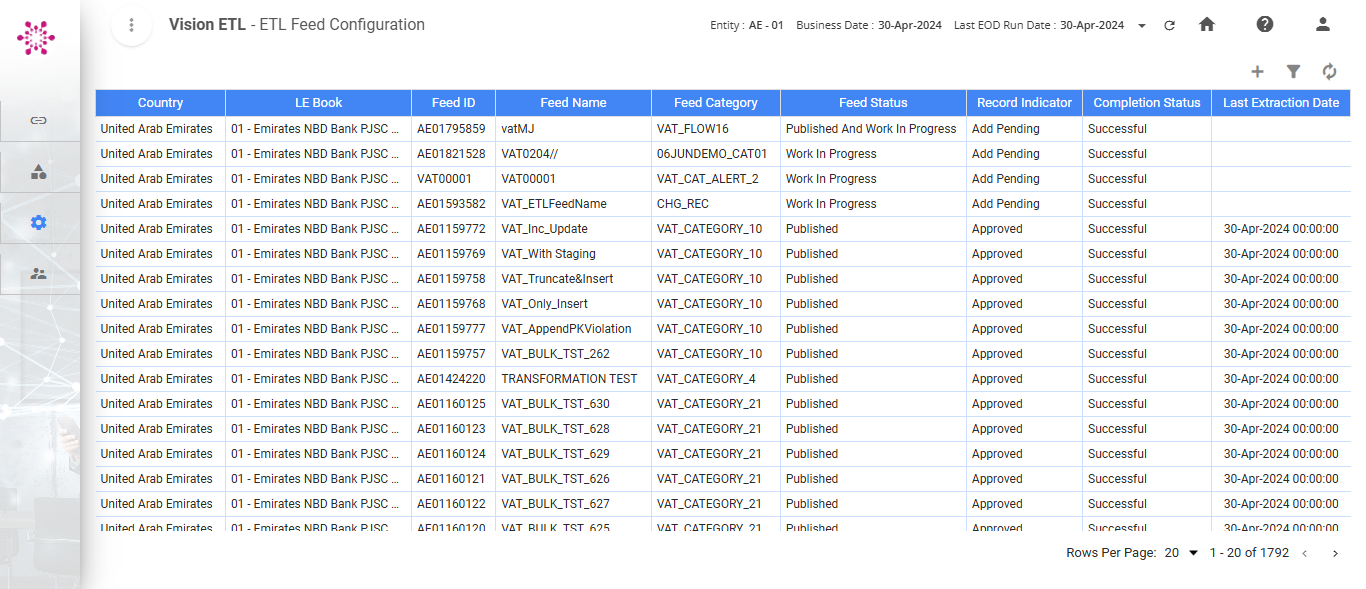 Vision ETL - ETL Feed Configuration
Entity : AE - 01 Business Date : 30-Apr-2024 Last EOD Run Date : 30-Apr-2024
Country LE Book Feed ID Feed Name Feed Category Feed Status Record Indicator Completion Status Last Extraction Date
United Arab Emirates 01 - Emirates NBD Bank PJSC ... AE01795859 vatMJ VAT_FLOW16 Published And Work In Progress Add Pending Successful
United Arab Emirates 01 - Emirates NBD Bank PJSC ... AE01821528 VAT0204// 06JUNDEMO_CAT01 Work In Progress Add Pending Successful
United Arab Emirates 01 - Emirates NBD Bank PJSC ... VAT00001 VAT00001 VAT_CAT_ALERT_2 Work In Progress Add Pending Successful
United Arab Emirates 01 - Emirates NBD Bank PJSC ... AE01593582 VAT_ETLFeedName CHG_REC Work In Progress Add Pending Successful
United Arab Emirates 01 - Emirates NBD Bank PJSC ... AE01159772 VAT_Inc_Update VAT_CATEGORY_10 Published Approved Successful 30-Apr-2024 00:00:00
United Arab Emirates 01 - Emirates NBD Bank PJSC ... AE01159769 VAT_With Staging VAT_CATEGORY_10 Published Approved Successful 30-Apr-2024 00:00:00
United Arab Emirates 01 - Emirates NBD Bank PJSC ... AE01159758 VAT_Truncate&Insert VAT_CATEGORY_10 Published Approved Successful 30-Apr-2024 00:00:00
United Arab Emirates 01 - Emirates NBD Bank PJSC ... AE01159768 VAT_Only_Insert VAT_CATEGORY_10 Published Approved Successful 30-Apr-2024 00:00:00
United Arab Emirates 01 - Emirates NBD Bank PJSC ... AE01159777 VAT_AppendPKViolation VAT_CATEGORY_10 Published Approved Successful 30-Apr-2024 00:00:00
United Arab Emirates 01 - Emirates NBD Bank PJSC ... AE01159757 VAT_BULK_TST_262 VAT_CATEGORY_10 Published Approved Successful 30-Apr-2024 00:00:00
United Arab Emirates 01 - Emirates NBD Bank PJSC ... AE01424220 TRANSFORMATION TEST VAT_CATEGORY_4 Published Approved Successful 30-Apr-2024 00:00:00
United Arab Emirates 01 - Emirates NBD Bank PJSC ... AE01160125 VAT_BULK_TST_630 VAT_CATEGORY_21 Published Approved Successful 30-Apr-2024 00:00:00
United Arab Emirates 01 - Emirates NBD Bank PJSC ... AE01160123 VAT_BULK_TST_628 VAT_CATEGORY_21 Published Approved Successful 30-Apr-2024 00:00:00
United Arab Emirates 01 - Emirates NBD Bank PJSC ... AE01160124 VAT_BULK_TST_629 VAT_CATEGORY_21 Published Approved Successful 30-Apr-2024 00:00:00
United Arab Emirates 01 - Emirates NBD Bank PJSC ... AE01160121 VAT_BULK_TST_626 VAT_CATEGORY_21 Published Approved Successful 30-Apr-2024 00:00:00
United Arab Emirates 01 - Emirates NBD Bank PJSC ... AE01160122 VAT_BULK_TST_627 VAT_CATEGORY_21 Published Approved Successful 30-Apr-2024 00:00:00
United Arab Emirates 01 - Emirates NBD Bank PJSC AE01160120 VAT_BULK_TST_625 VAT_CATEGORY_21 Published Approved Successful 30-Apr-2024 00:00:00
Rows Per Page: 20 1 - 20 of 1792